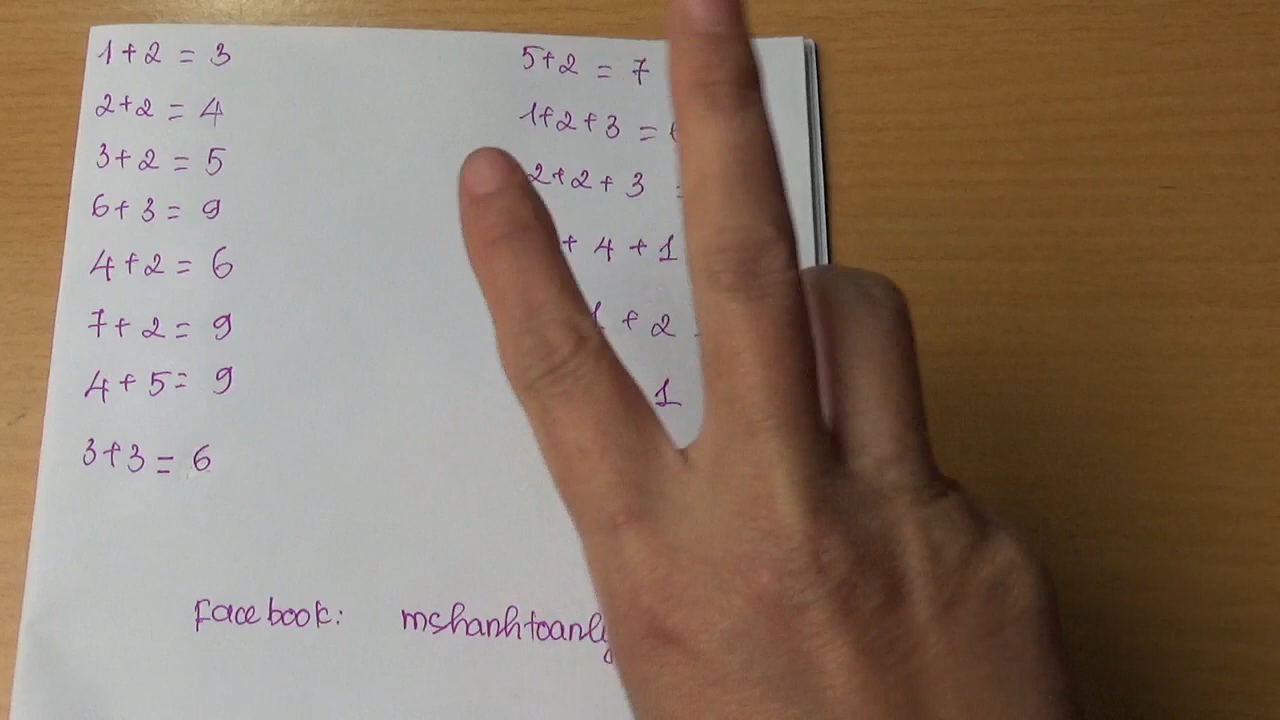 1+2 = 3
2+2 = 4
3+2 = 5
6+3 = 9
4+2 = 6
7+2 = 9
4+5 = 9
3+3 = 6
5+2 = 7
1+2+3 =
2+2+3
+ 4 + 1
1 + 2
1
Facebook: